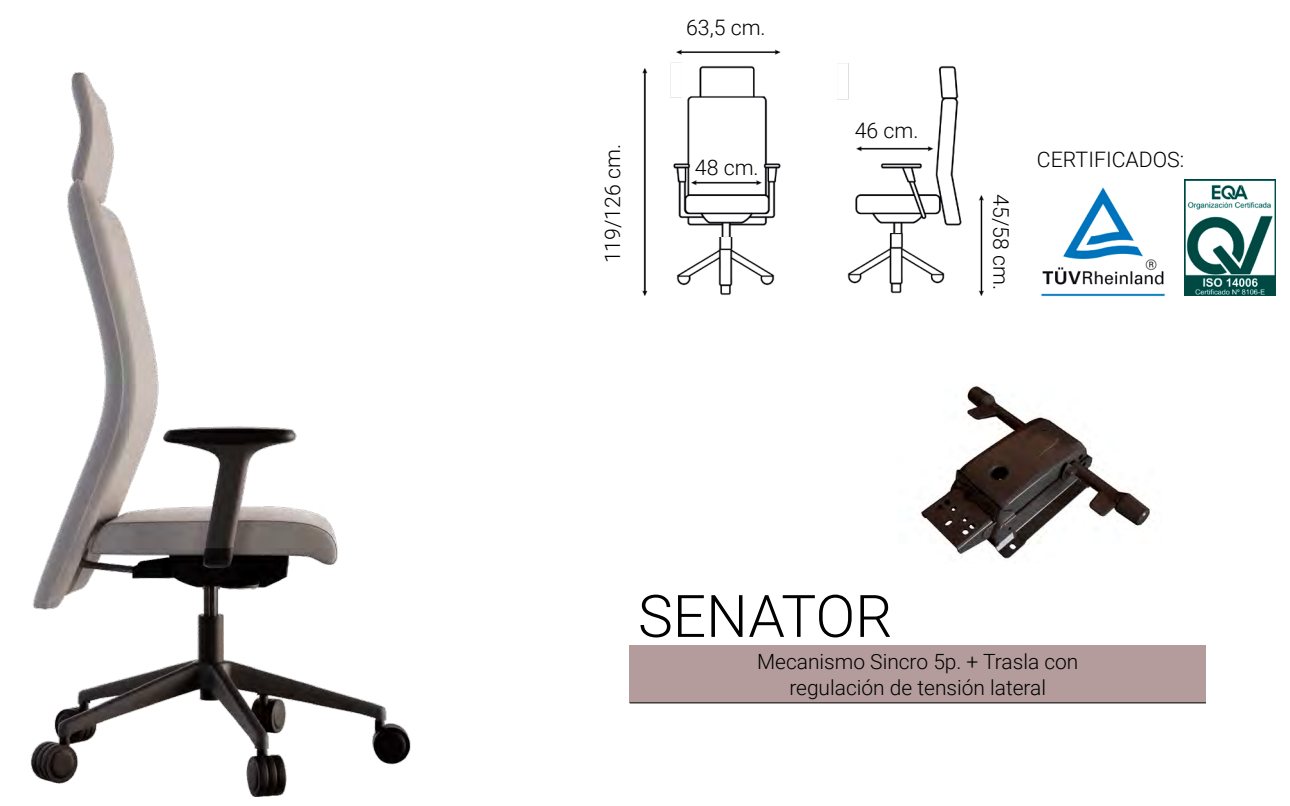 63,5 cm.
119/126 cm.
48 cm.
46 cm.
45/58 cm.
CERTIFICADOS:
TÜVRheinland®
EQA
Organización Certificada
QV
ISO 14006
Certificado Nº 8106-E
SENATOR
Mecanismo Sincro 5p. + Trasla con
regulación de tensión lateral